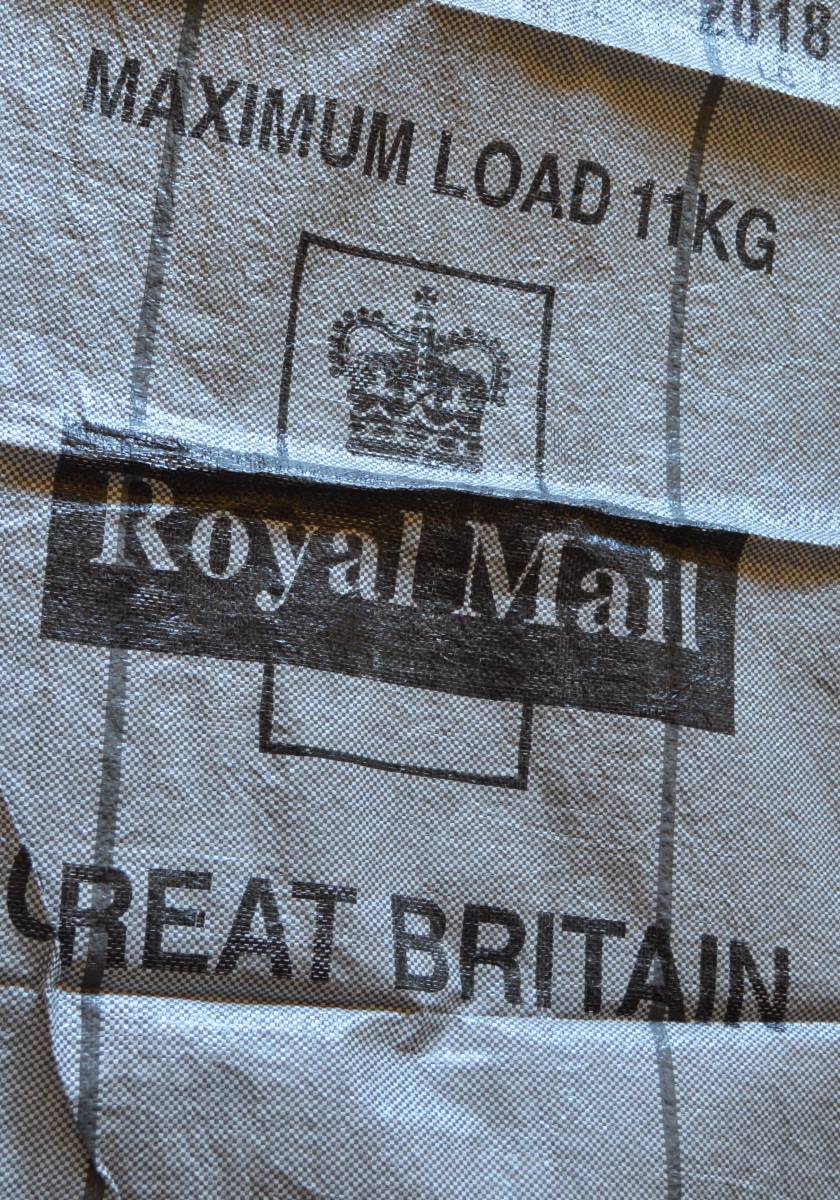 2018
MAXIMUM LOAD 11KG
Royal Mail
GREAT BRITAIN